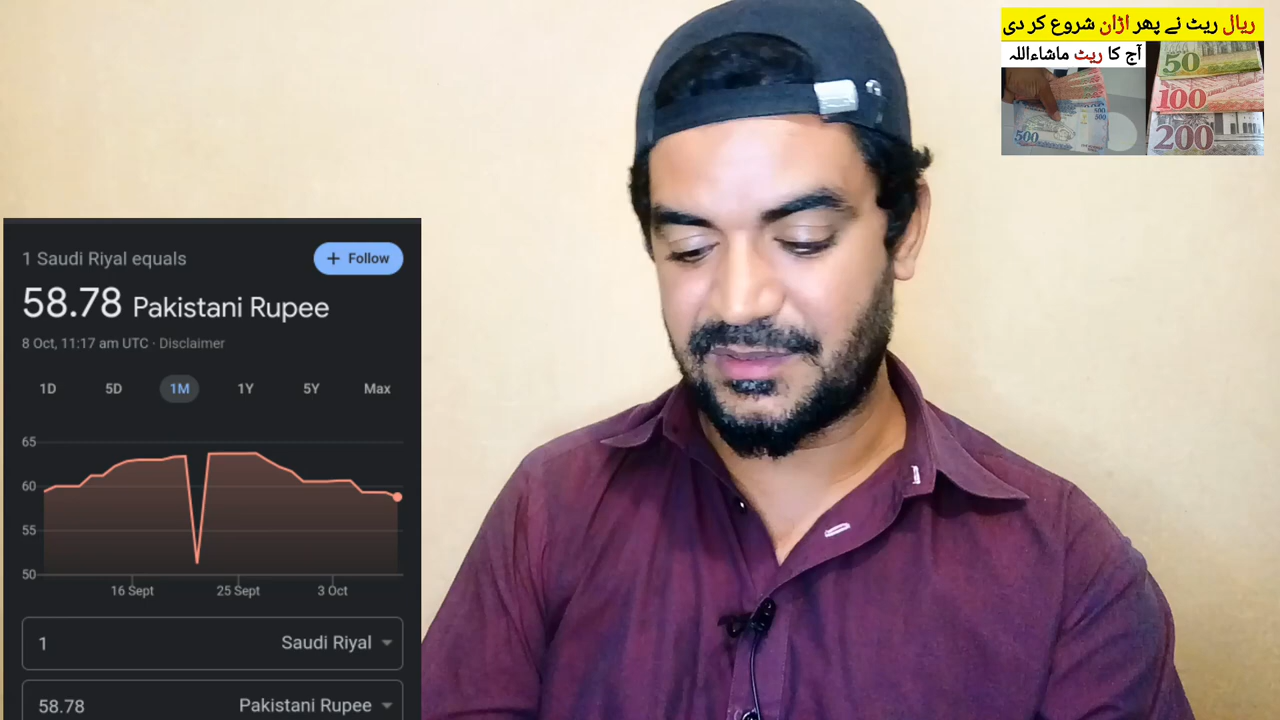 ریال ریٹ نے پھر اڑان شروع کر دی
آج کا ریٹ ماشاءاللہ
50
100
500
500
500
200
1 Saudi Riyal equals
+ Follow
58.78 Pakistani Rupee
8 Oct, 11:17 am UTC · Disclaimer
1D 5D 1M 1Y 5Y Max
65
60
55
50
16 Sept 25 Sept 3 Oct
1 Saudi Riyal
58.78 Pakistani Rupee